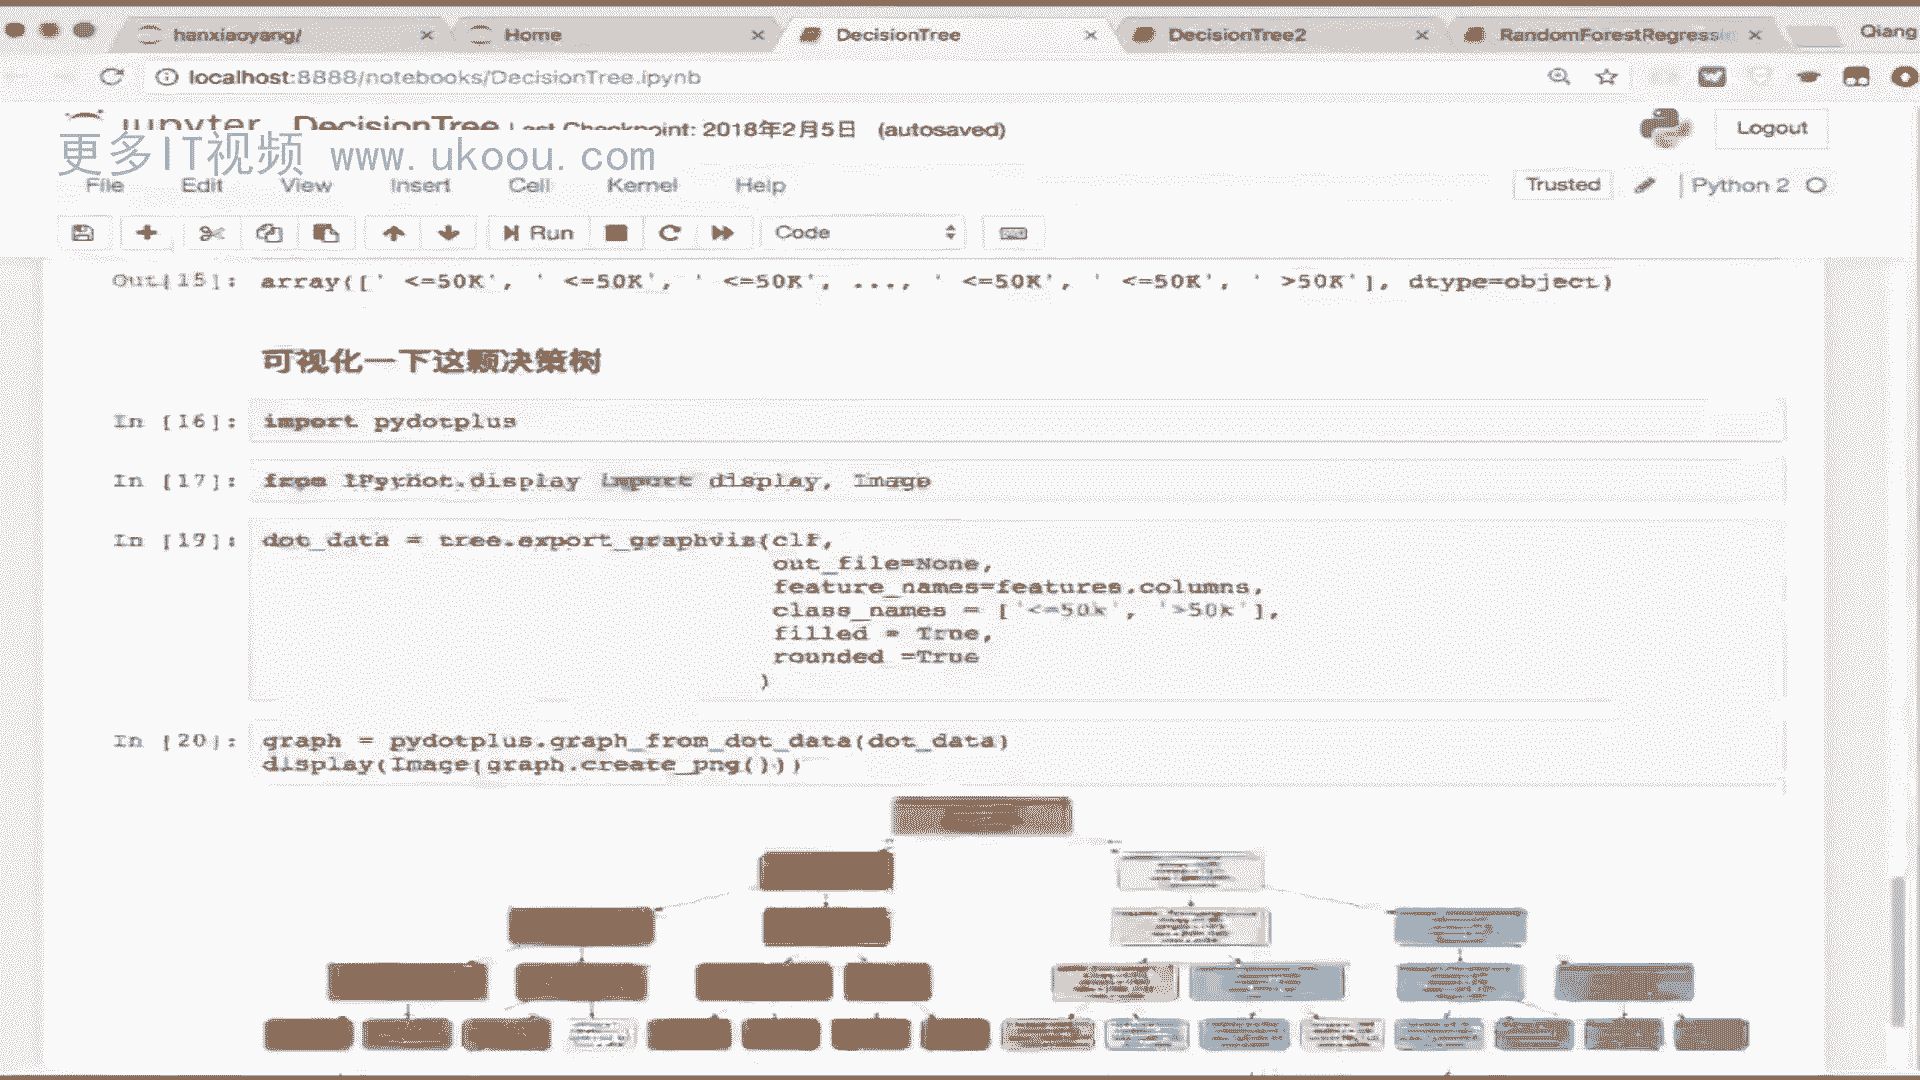 hanxiaoyang/
Home
DecisionTree
DecisionTree2
RandomForestRegressi
Qiang
localhost:8888/notebooks/DecisionTree.ipynb
jupyter DecisionTree Last Checkpoint: 2018年2月5日 (autosaved)
Logout
更多IT视频 www.ukoou.com
File Edit View Insert Cell Kernel Help
Trusted
Python 2
Run
Code
Out[15]: array([' <=50K', ' <=50K', ' <=50K', ..., ' <=50K', ' <=50K', ' >50K'], dtype=object)
可视化一下这颗决策树
In [16]: import pydotplus
In [17]: from IPython.display import display, Image
In [19]: dot_data = tree.export_graphviz(clf,
out_file=None,
feature_names=features.columns,
class_names = ['<=50k', '>50k'],
filled = True,
rounded =True
)
In [20]: graph = pydotplus.graph_from_dot_data(dot_data)
display(Image(graph.create_png()))